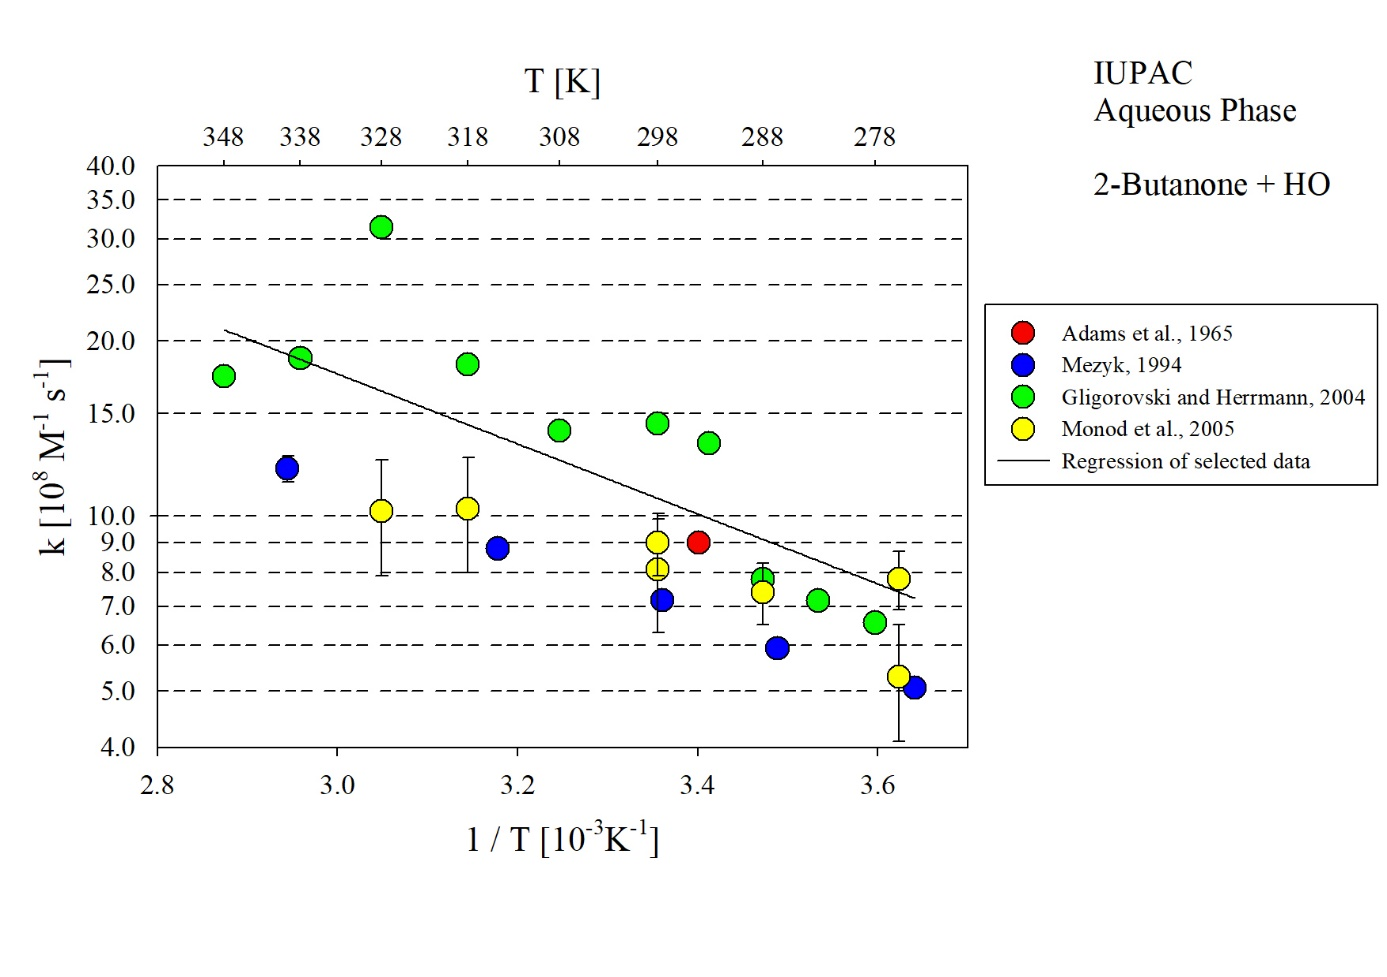 IUPAC
Aqueous Phase
2-Butanone + HO
T [K]
348 338 328 318 308 298 288 278
40.0
35.0
30.0
25.0
20.0
15.0
10.0
9.0
8.0
7.0
6.0
5.0
4.0
k [10⁸ M⁻¹ s⁻¹]
2.8 3.0 3.2 3.4 3.6
1 / T [10⁻³K⁻¹]
Adams et al., 1965
Mezyk, 1994
Gligorovski and Herrmann, 2004
Monod et al., 2005
Regression of selected data